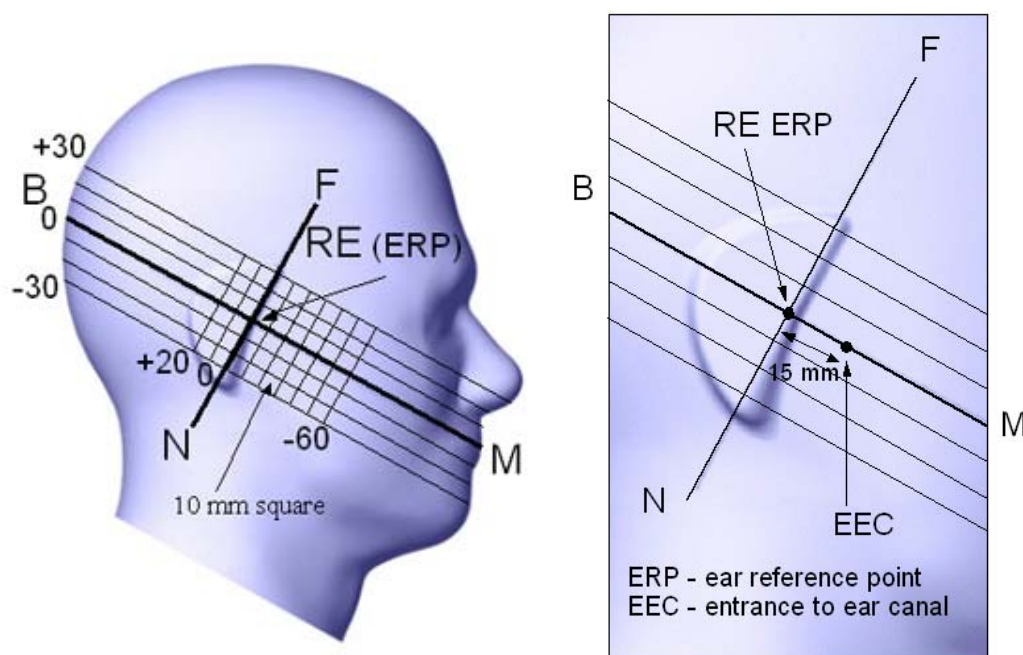 +30
B
0
-30
F
RE (ERP)
+20
0
N
-60
M
10 mm square
F
RE ERP
B
15 mm
M
N
EEC
ERP - ear reference point
EEC - entrance to ear canal